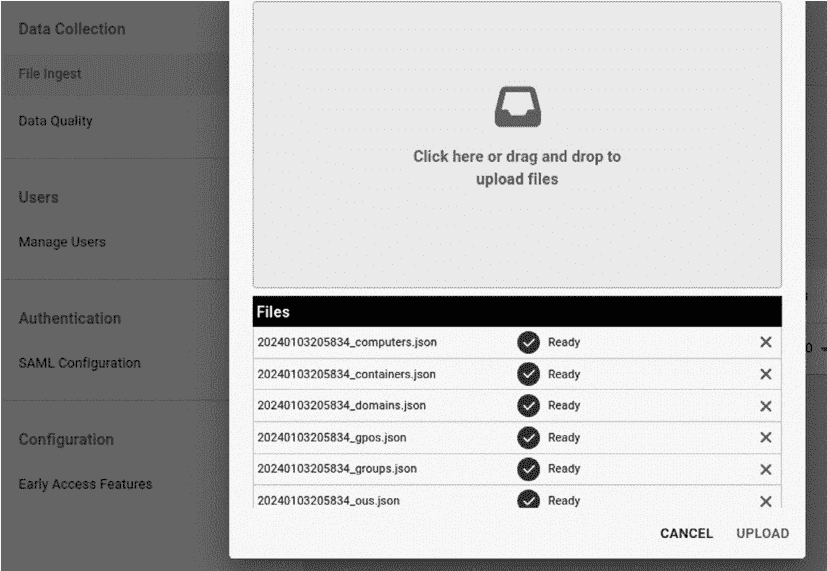 Data Collection
File Ingest
Data Quality
Users
Manage Users
Authentication
SAML Configuration
Configuration
Early Access Features
Click here or drag and drop to
upload files
Files
20240103205834_computers.json Ready
20240103205834_containers.json Ready
20240103205834_domains.json Ready
20240103205834_gpos.json Ready
20240103205834_groups.json Ready
20240103205834_ous.json Ready
CANCEL UPLOAD
0